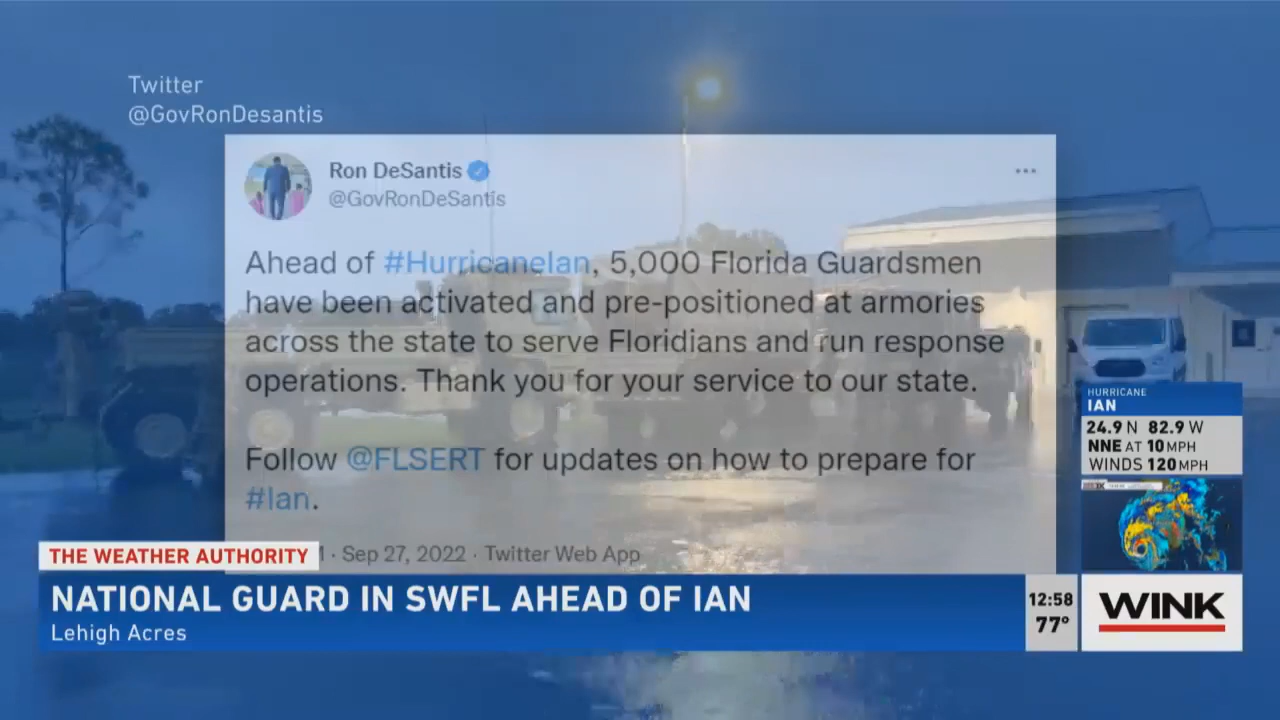 Twitter
@GovRonDesantis
Ron DeSantis
@GovRonDeSantis
Ahead of #HurricaneIan, 5,000 Florida Guardsmen
have been activated and pre-positioned at armories
across the state to serve Floridians and run response
operations. Thank you for your service to our state.
Follow @FLSERT for updates on how to prepare for
#Ian.
· Sep 27, 2022 · Twitter Web App
THE WEATHER AUTHORITY
NATIONAL GUARD IN SWFL AHEAD OF IAN
Lehigh Acres
HURRICANE
IAN
24.9 N 82.9 W
NNE AT 10 MPH
WINDS 120 MPH
12:58
77°
WINK